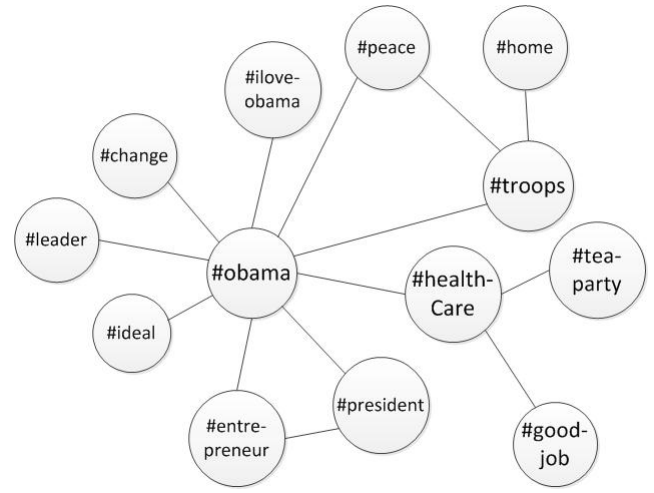 #peace
#home
#ilove-
obama
#change
#troops
#leader
#obama
#tea-
party
#health-
Care
#ideal
#president
#entre-
preneur
#good-
job